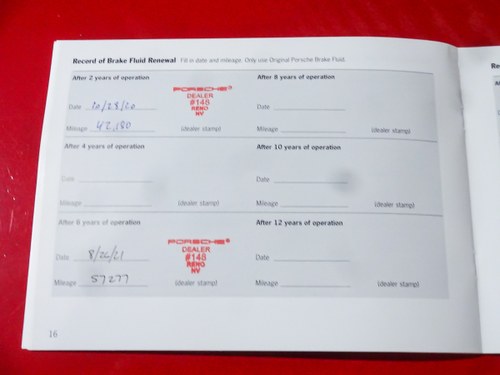 Record of Brake Fluid Renewal Fill in date and mileage. Only use Original Porsche Brake Fluid.
After 2 years of operation
PORSCHE®
DEALER
#148
RENO
NV
Date 10/28/20
Mileage 42,180
(dealer stamp)
After 8 years of operation
Date
Mileage
(dealer stamp)
After 4 years of operation
Date
Mileage
(dealer stamp)
After 10 years of operation
Date
Mileage
(dealer stamp)
After 6 years of operation
PORSCHE®
DEALER
#148
RENO
NV
Date
Mileage 57277
(dealer stamp)
After 12 years of operation
Date
Mileage
(dealer stamp)
16
Re